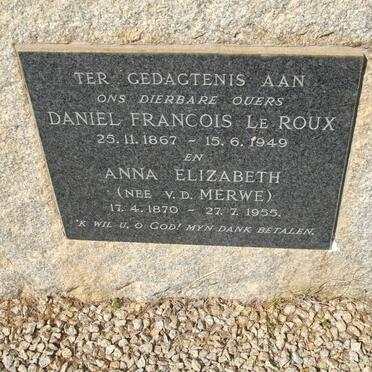 TER GEDAGTENIS AAN
ONS DIERBARE OUERS
DANIEL FRANCOIS LE ROUX
25.11.1867 – 15.6.1949
EN
ANNA ELIZABETH
(NEE V.D. MERWE)
17.4.1870 – 27.7.1955.
'K WIL U, O GOD! MYN DANK BETALEN.